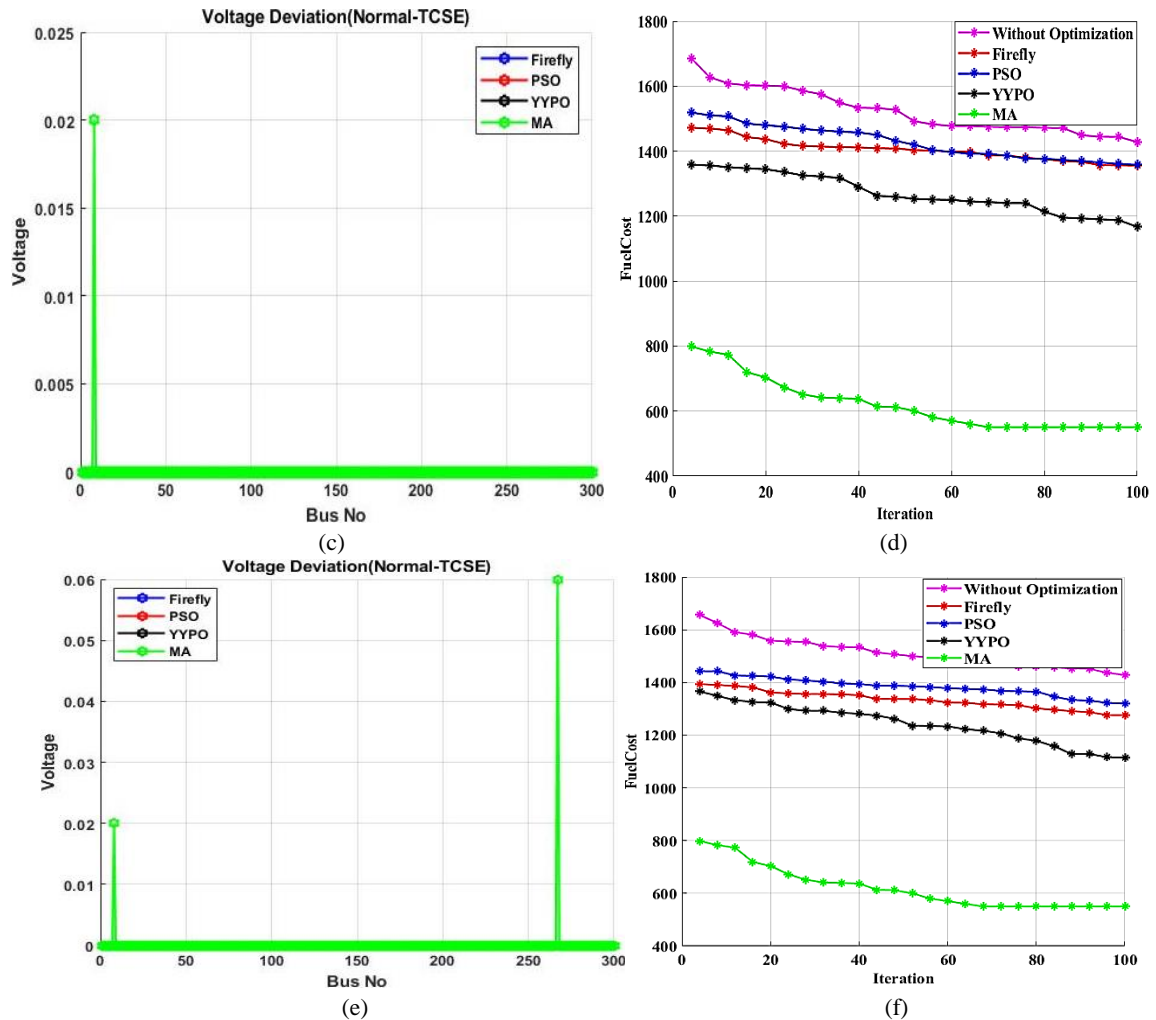 Voltage Deviation(Normal-TCSE)
0.025
0.02
0.015
0.01
0.005
0
Voltage
Firefly
PSO
YYPO
MA
0
50
100
150
200
250
300
Bus No
(c)
1800
1600
1400
1200
1000
800
600
400
FuelCost
Without Optimization
Firefly
PSO
YYPO
MA
0
20
40
60
80
100
Iteration
(d)
Voltage Deviation(Normal-TCSE)
0.06
0.05
0.04
0.03
0.02
0.01
0
Voltage
Firefly
PSO
YYPO
MA
0
50
100
150
200
250
300
Bus No
(e)
1800
1600
1400
1200
1000
800
600
400
FuelCost
Without Optimization
Firefly
PSO
YYPO
MA
0
20
40
60
80
100
Iteration
(f)